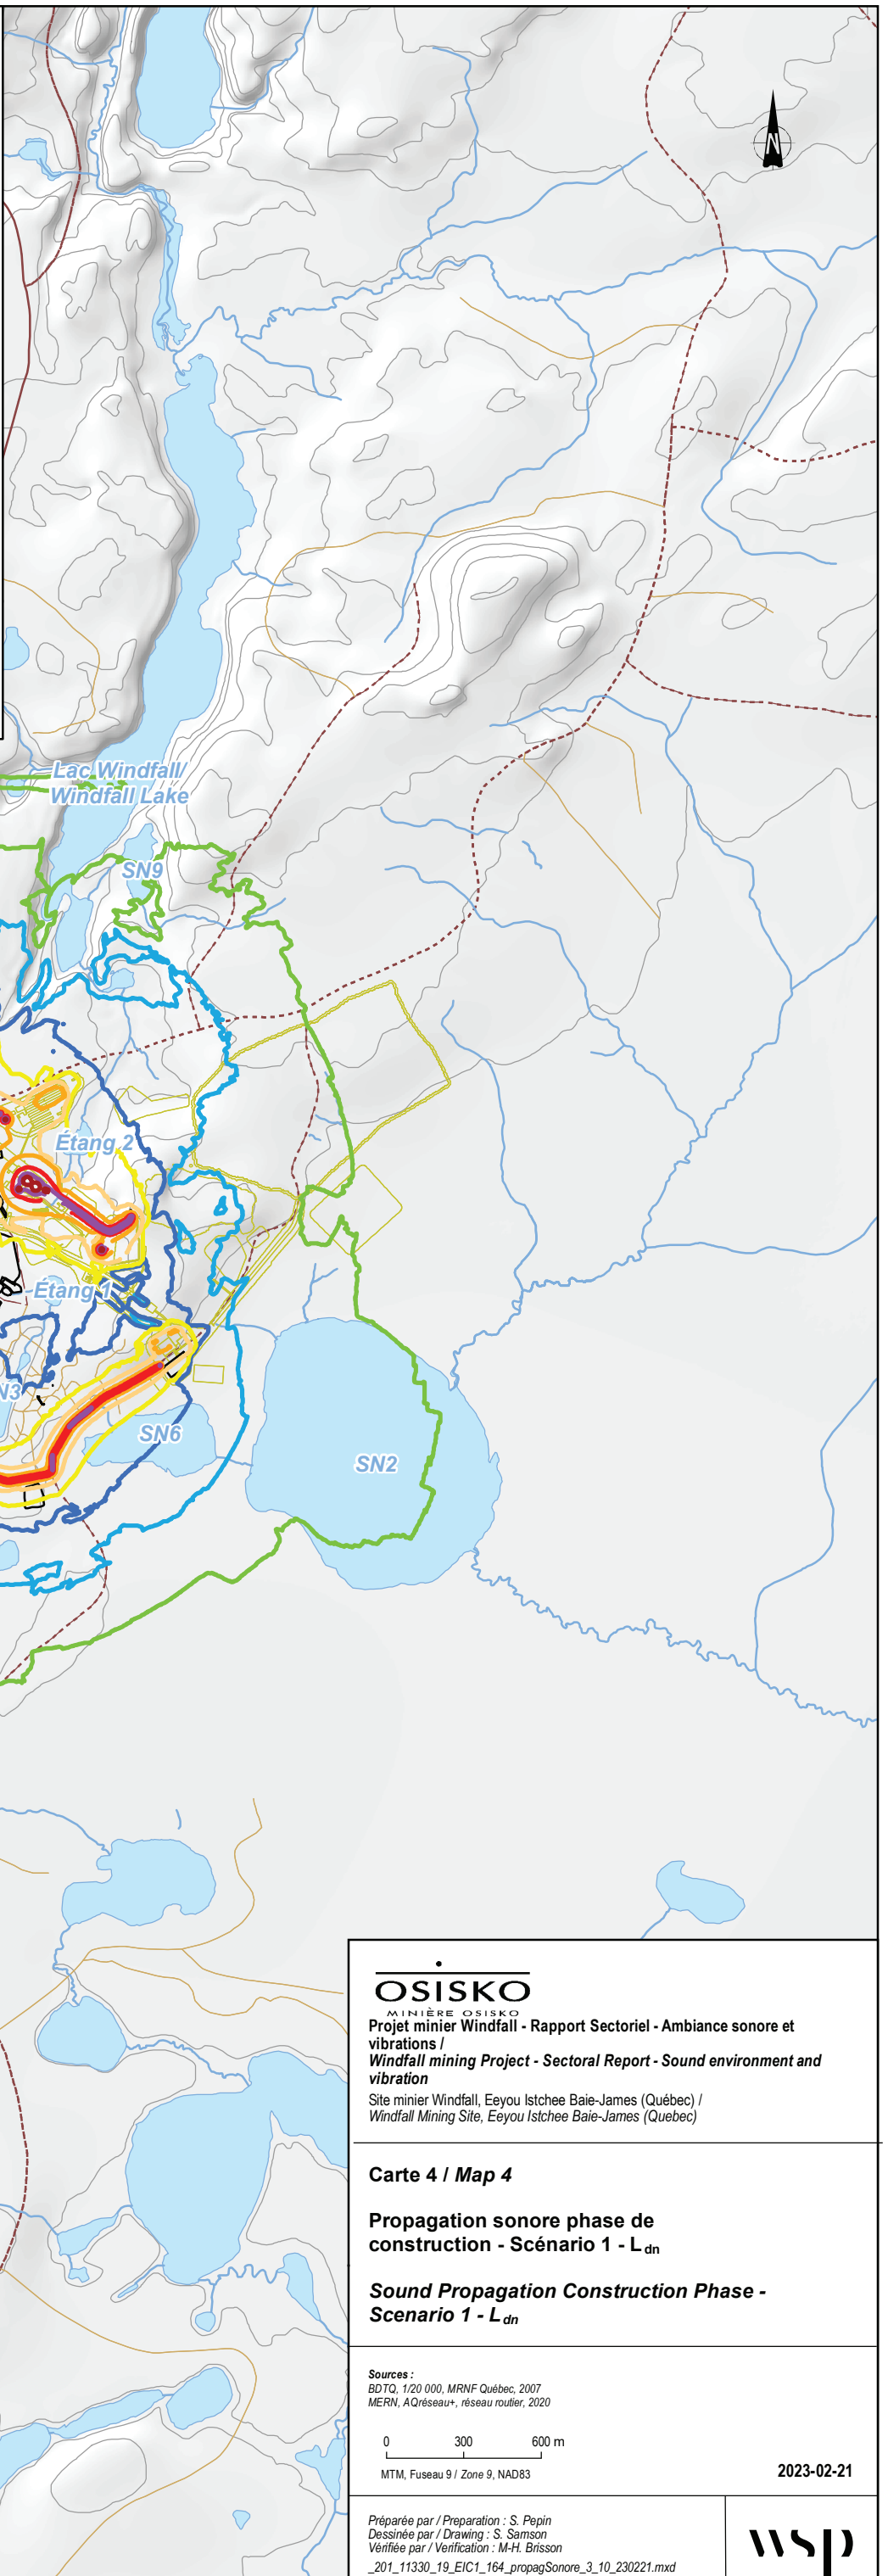 N
Lac Windfall/
Windfall Lake
SN9
Étang 2
Étang 1
N3
SN6
SN2
OSISKO
MINIÈRE OSISKO
Projet minier Windfall - Rapport Sectoriel - Ambiance sonore et
vibrations /
Windfall mining Project - Sectoral Report - Sound environment and
vibration
Site minier Windfall, Eeyou Istchee Baie-James (Québec) /
Windfall Mining Site, Eeyou Istchee Baie-James (Quebec)
Carte 4 / Map 4
Propagation sonore phase de
construction - Scénario 1 - L dn
Sound Propagation Construction Phase -
Scenario 1 - L dn
Sources :
BDTQ, 1/20 000, MRNF Québec, 2007
MERN, AQréseau+, réseau routier, 2020
0 300 600 m
MTM, Fuseau 9 / Zone 9, NAD83
2023-02-21
Préparée par / Preparation : S. Pepin
Dessinée par / Drawing : S. Samson
Vérifiée par / Verification : M-H. Brisson
_201_11330_19_EIC1_164_propagSonore_3_10_230221.mxd
wsp